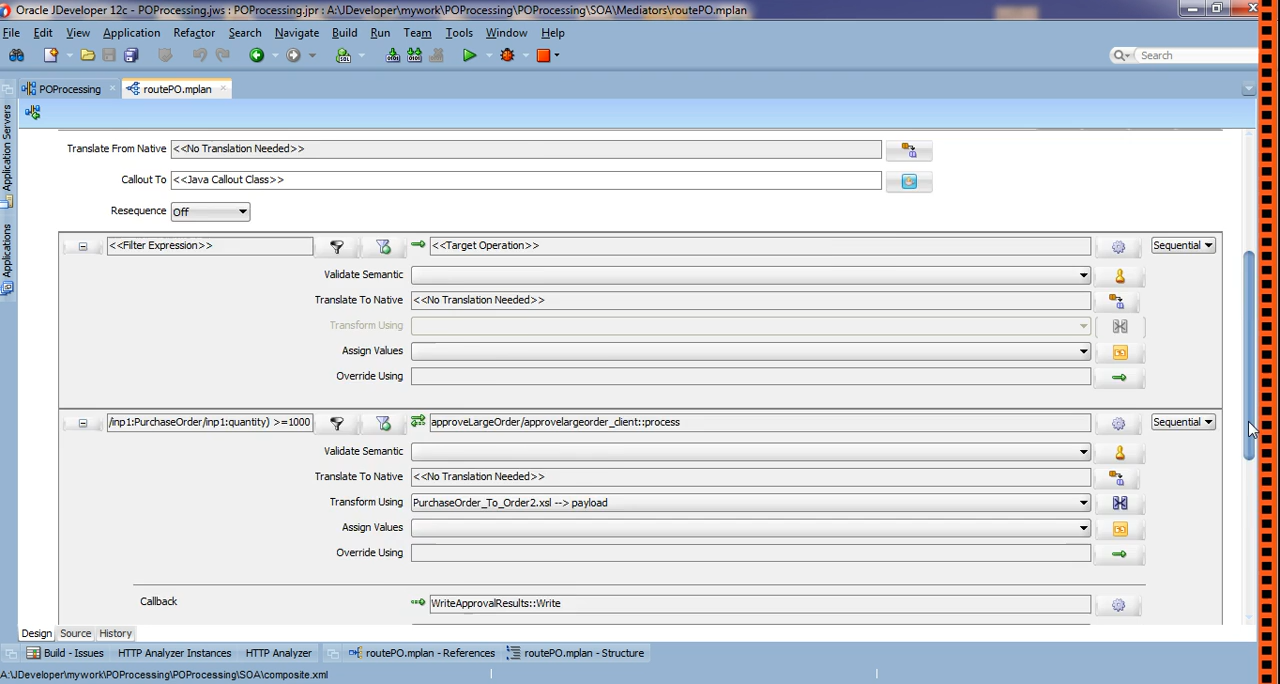 Oracle JDeveloper 12c - POProcessing.jws : POProcessing.jpr : A:\JDeveloper\mywork\POProcessing\POProcessing\SOA\Mediators\routePO.mplan
File Edit View Application Refactor Search Navigate Build Run Team Tools Window Help
Search
POProcessing routePO.mplan
Application Servers
Applications
Translate From Native <<No Translation Needed>>
Callout To <<Java Callout Class>>
Resequence Off
<<Filter Expression>> <<Target Operation>> Sequential
Validate Semantic
Translate To Native <<No Translation Needed>>
Transform Using
Assign Values
Override Using
/inp1:PurchaseOrder/inp1:quantity) >=1000 approveLargeOrder/approvelargeorder_client::process Sequential
Validate Semantic
Translate To Native <<No Translation Needed>>
Transform Using PurchaseOrder_To_Order2.xsl --> payload
Assign Values
Override Using
Callback WriteApprovalResults::Write
Design Source History
Build - Issues HTTP Analyzer Instances HTTP Analyzer routePO.mplan - References routePO.mplan - Structure
A:\JDeveloper\mywork\POProcessing\POProcessing\SOA\composite.xml